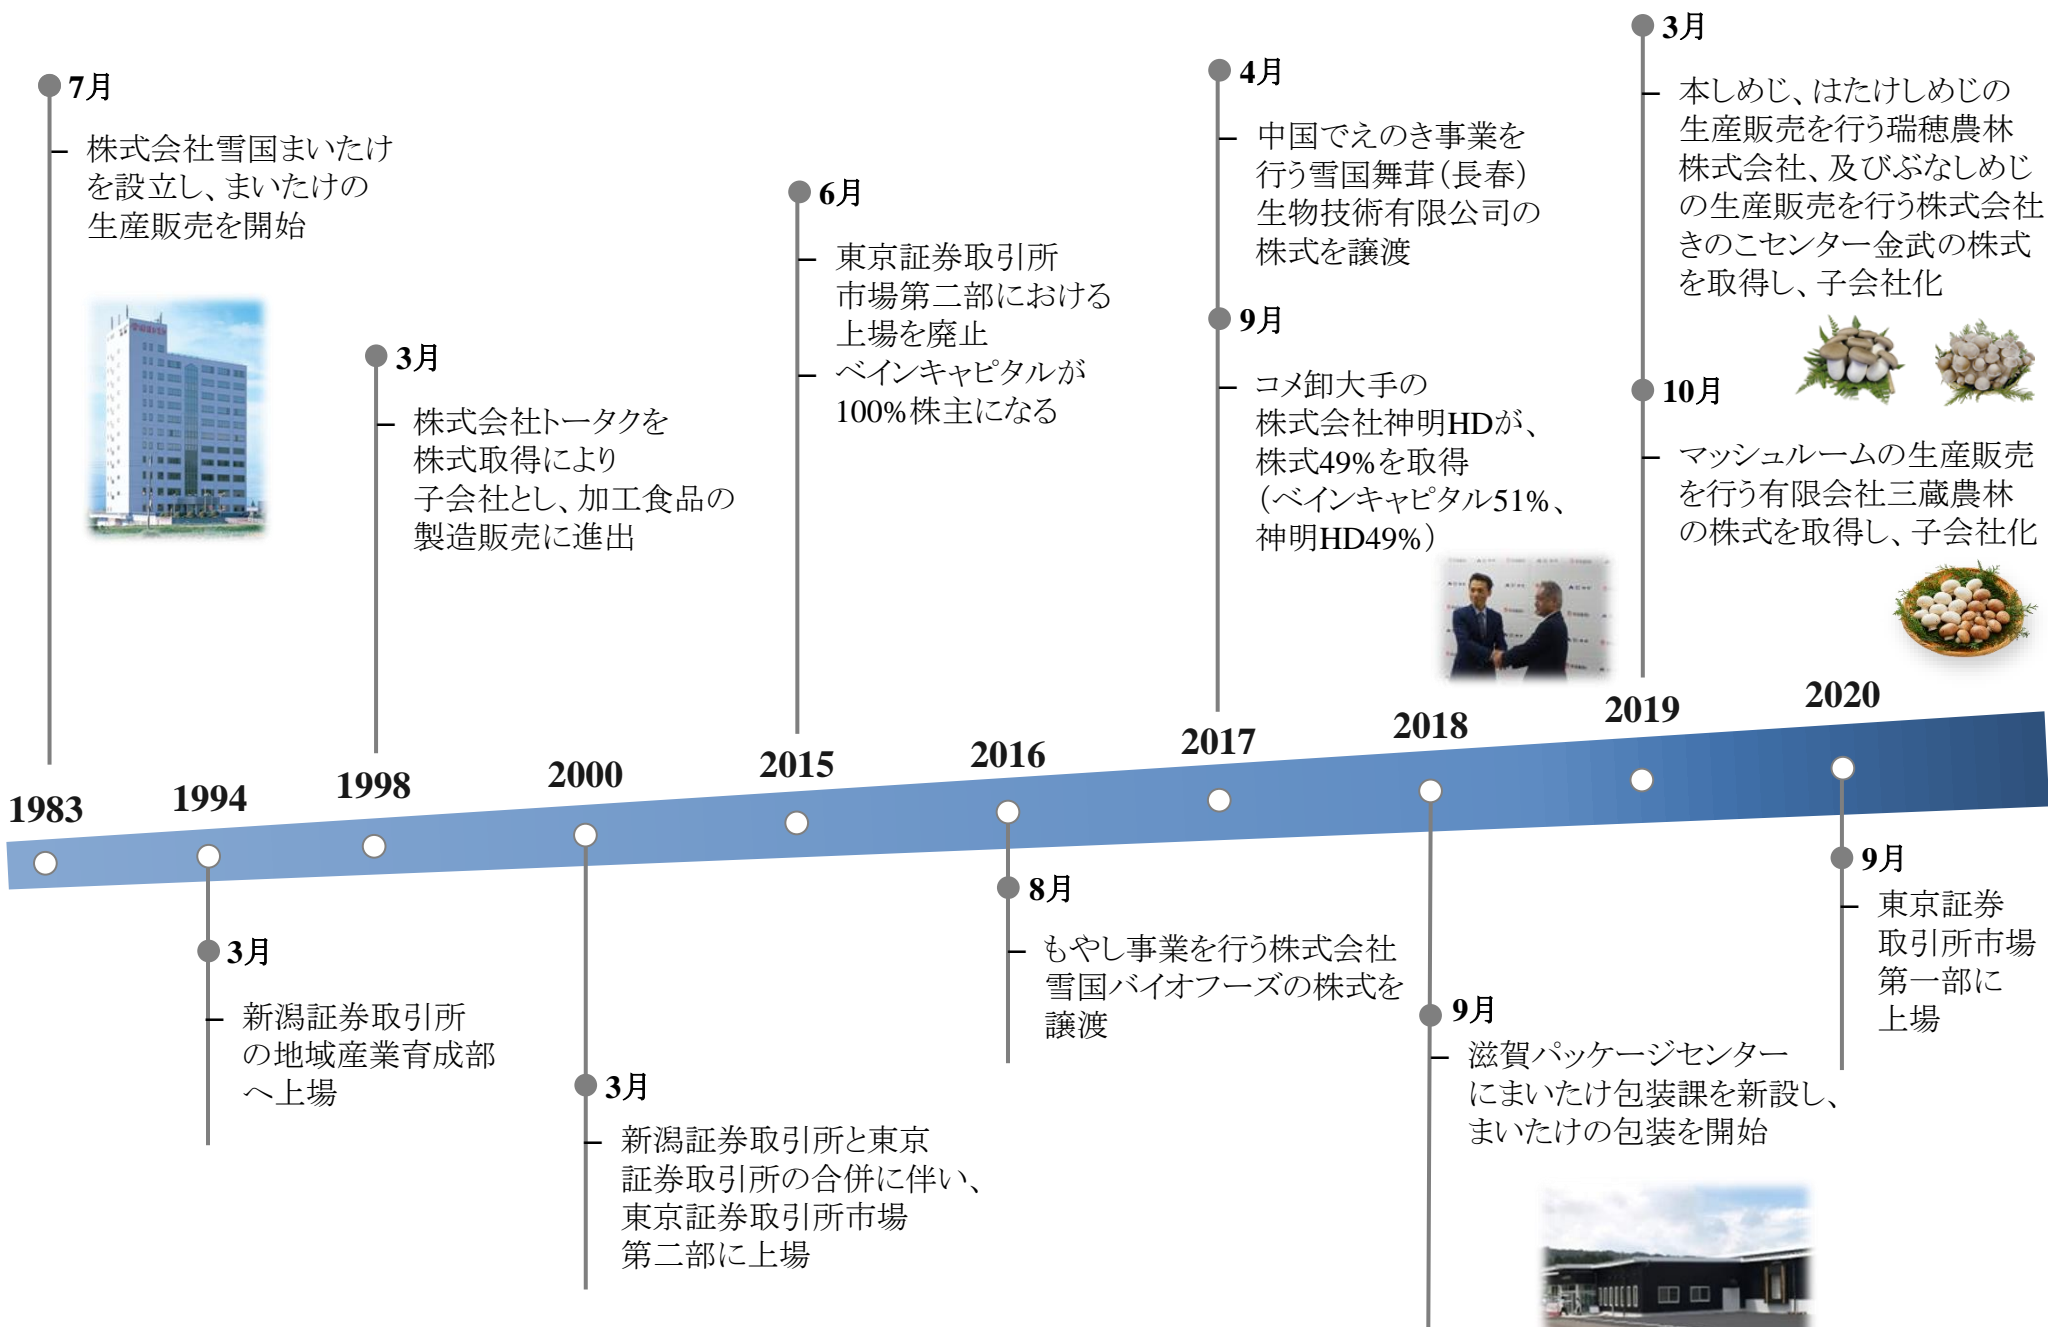 1983
7月
– 株式会社雪国まいたけ
を設立し、まいたけの
生産販売を開始
1994
3月
– 新潟証券取引所
の地域産業育成部
へ上場
1998
3月
– 株式会社トータクを
株式取得により
子会社とし、加工食品の
製造販売に進出
2000
3月
– 新潟証券取引所と東京
証券取引所の合併に伴い、
東京証券取引所市場
第二部に上場
2015
6月
– 東京証券取引所
市場第二部における
上場を廃止
– ベインキャピタルが
100%株主になる
2016
8月
– もやし事業を行う株式会社
雪国バイオフーズの株式を
譲渡
2017
4月
– 中国でえのき事業を
行う雪国舞茸（長春）
生物技術有限公司の
株式を譲渡
9月
– コメ卸大手の
株式会社神明HDが、
株式49%を取得
（ベインキャピタル51%、
神明HD49%）
2018
9月
– 滋賀パッケージセンター
にまいたけ包装課を新設し、
まいたけの包装を開始
2019
3月
– 本しめじ、はたけしめじの
生産販売を行う瑞穂農林
株式会社、及びぶなしめじ
の生産販売を行う株式会社
きのこセンター金武の株式
を取得し、子会社化
10月
– マッシュルームの生産販売
を行う有限会社三蔵農林
の株式を取得し、子会社化
2020
9月
– 東京証券
取引所市場
第一部に
上場